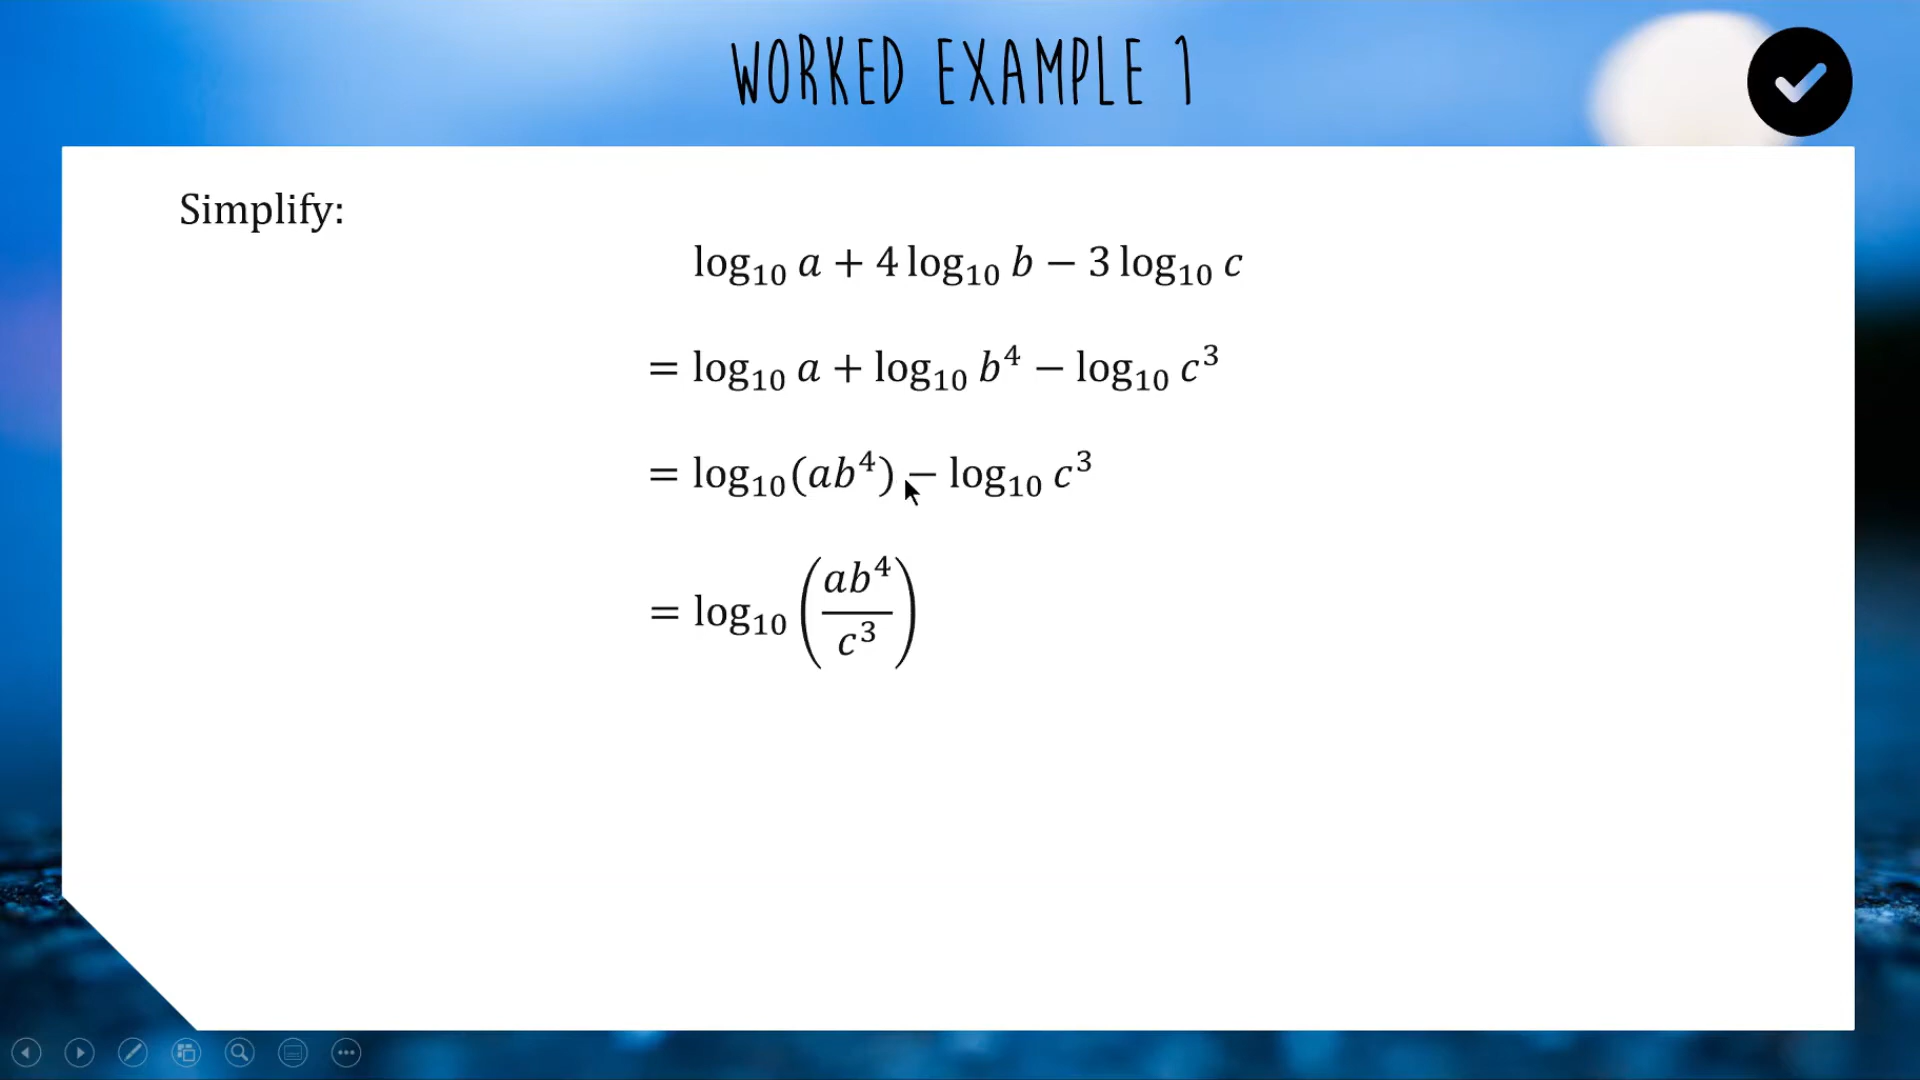 WORKED EXAMPLE 1
Simplify:
log₁₀ a + 4 log₁₀ b − 3 log₁₀ c
= log₁₀ a + log₁₀ b⁴ − log₁₀ c³
= log₁₀(ab⁴) − log₁₀ c³
= log₁₀ (ab⁴/c³)